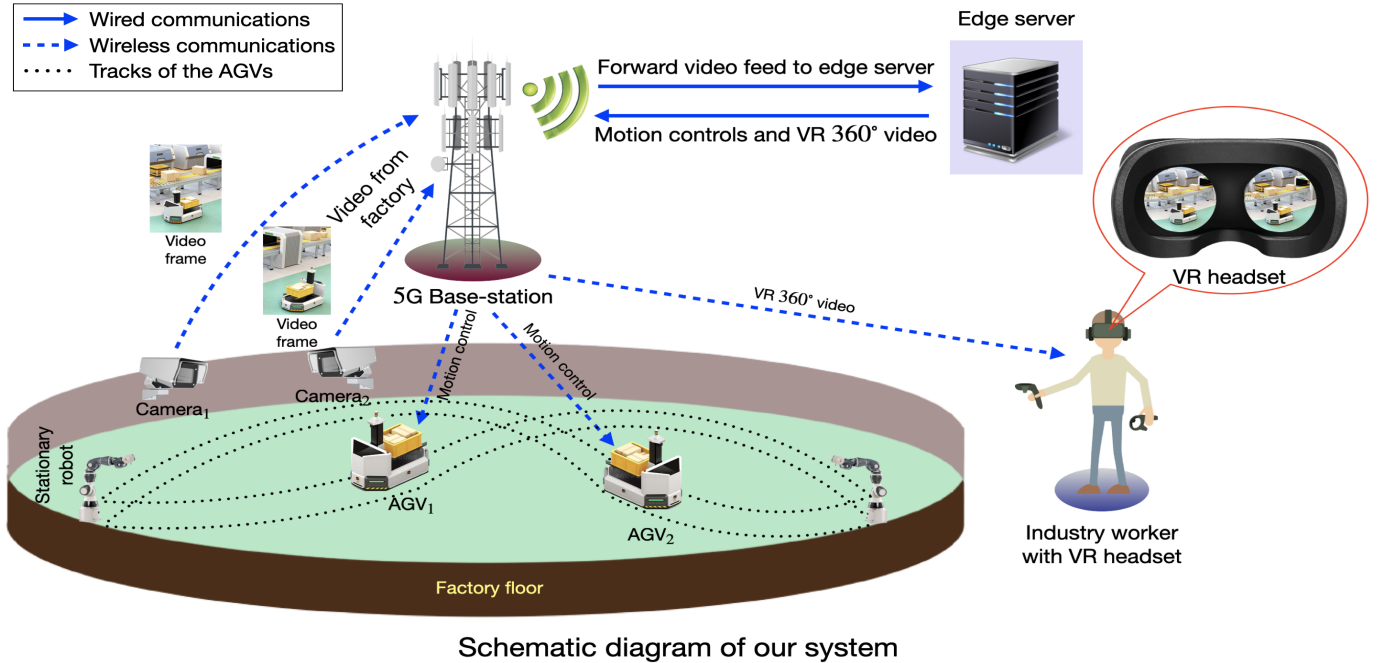 Wired communications
Wireless communications
Tracks of the AGVs
Edge server
Forward video feed to edge server
Motion controls and VR 360° video
Video from
factory
Video
frame
Video
frame
5G Base-station
VR 360° video
VR headset
Motion control
Motion control
Camera₁
Camera₂
Stationary
robot
AGV₁
AGV₂
Industry worker
with VR headset
Factory floor
Schematic diagram of our system